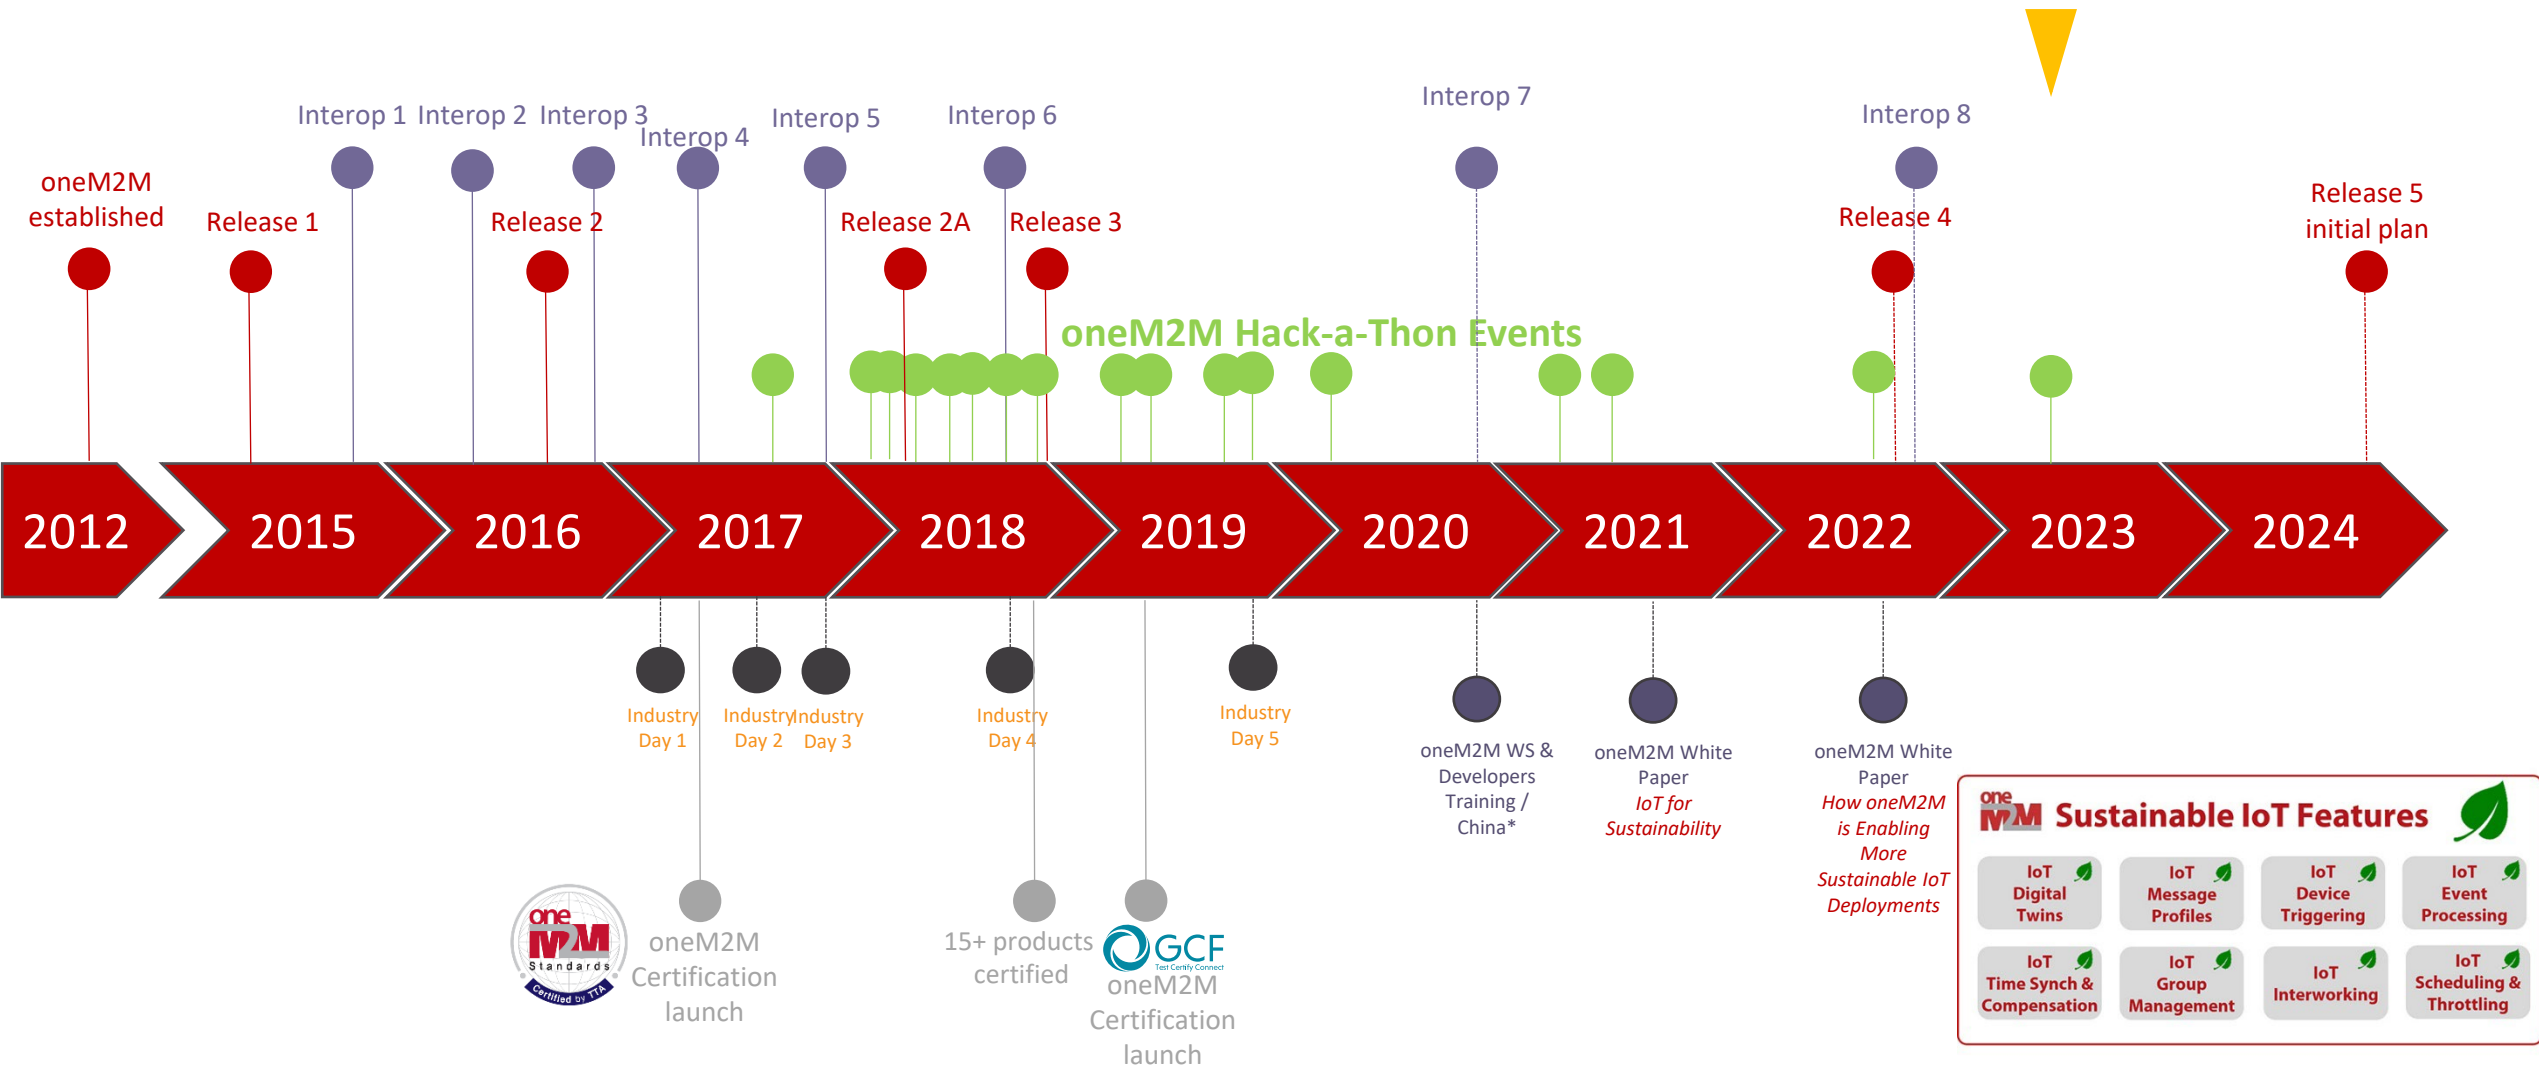 Interop 1
Interop 2
Interop 3
Interop 4
Interop 5
Interop 6
Interop 7
Interop 8
oneM2M
established
Release 1
Release 2
Release 2A
Release 3
Release 4
Release 5
initial plan
oneM2M Hack-a-Thon Events
2012
2015
2016
2017
2018
2019
2020
2021
2022
2023
2024
Industry
Day 1
Industry
Day 2
Industry
Day 3
Industry
Day 4
Industry
Day 5
oneM2M WS &
Developers
Training /
China*
oneM2M White
Paper
IoT for
Sustainability
oneM2M White
Paper
How oneM2M
is Enabling
More
Sustainable IoT
Deployments
one
M2M
Standards
Certified by TTA
oneM2M
Certification
launch
15+ products
certified
GCF
Test Certify Connect
oneM2M
Certification
launch
one
M2M
Sustainable IoT Features
IoT
Digital
Twins
IoT
Message
Profiles
IoT
Device
Triggering
IoT
Event
Processing
IoT
Time Synch &
Compensation
IoT
Group
Management
IoT
Interworking
IoT
Scheduling &
Throttling